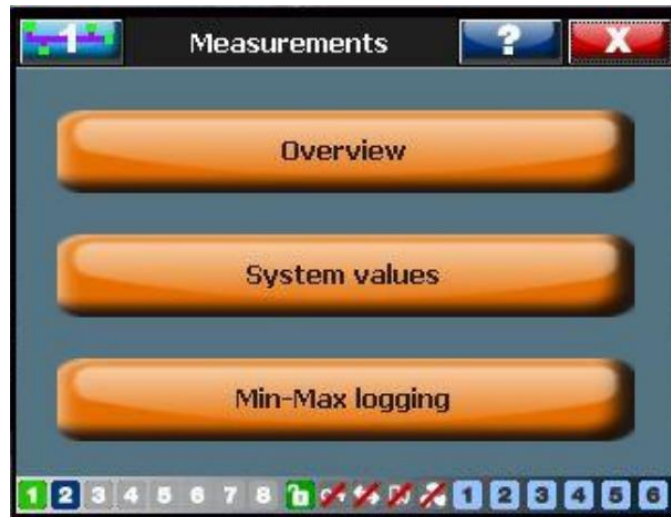 1 Measurements ? X
Overview
System values
Min-Max logging
1 2 3 4 5 6 7 8 1 2 3 4 5 6